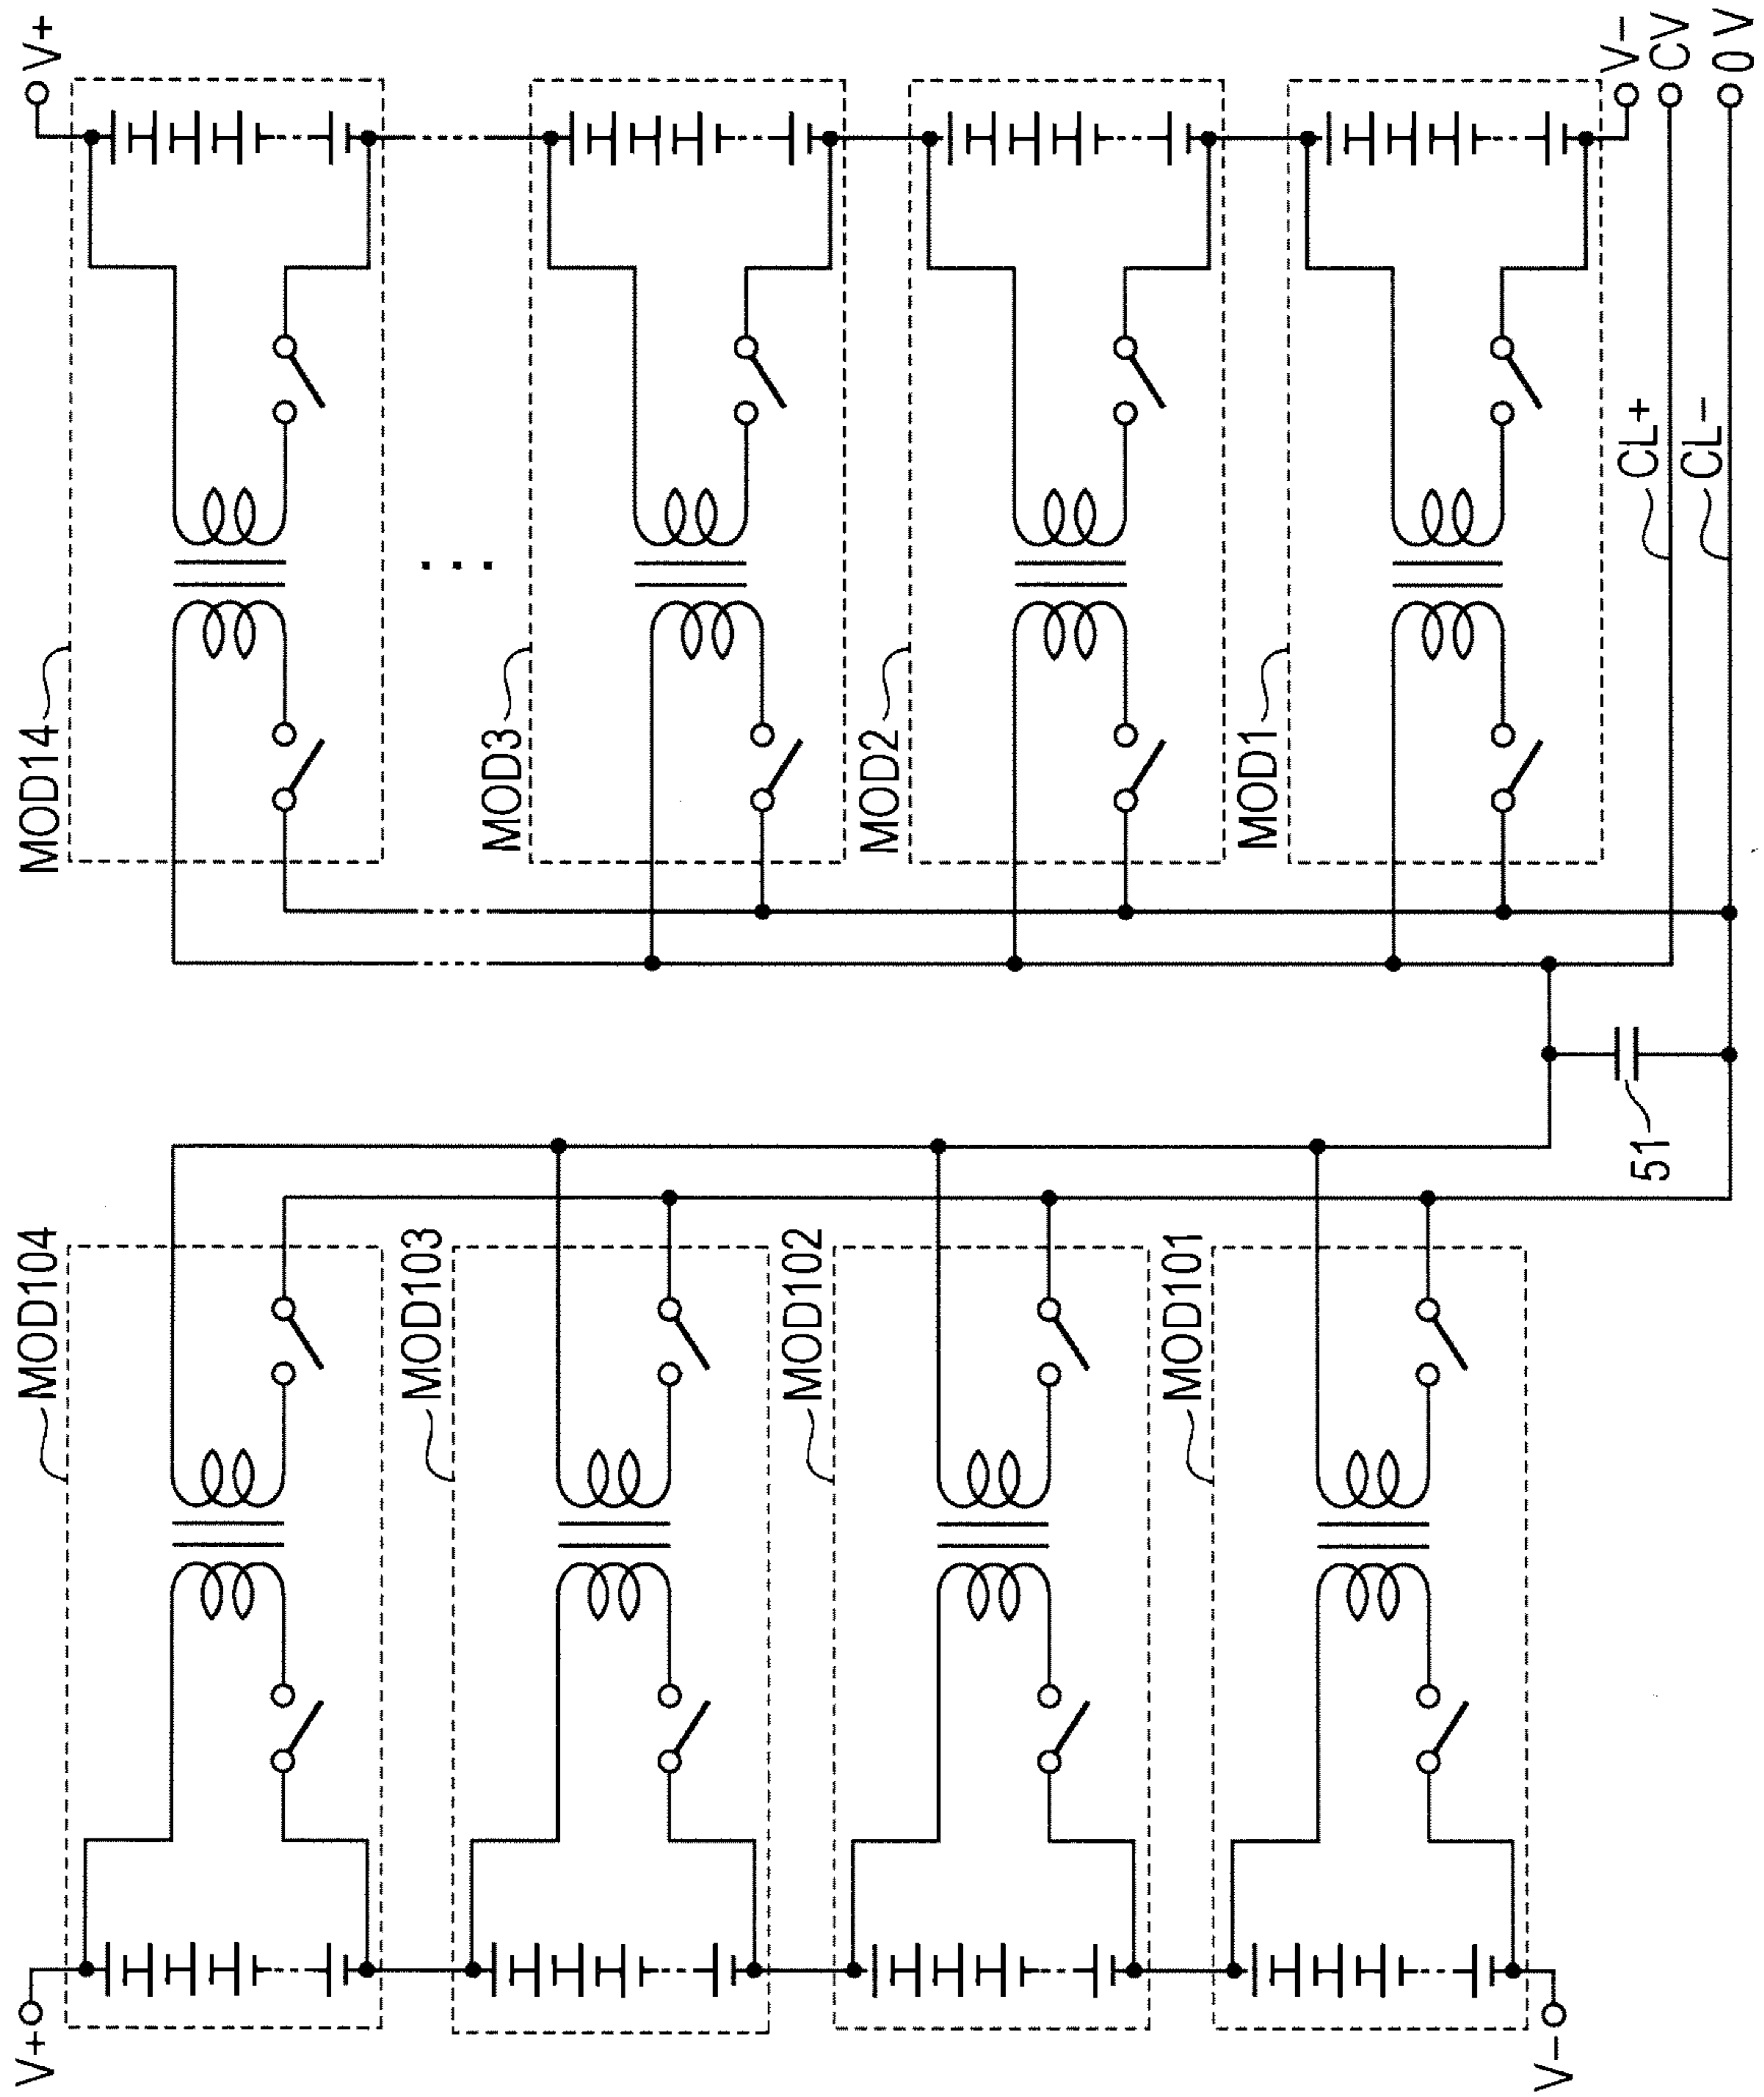 V+
MOD14
MOD3
MOD2
MOD1
V−
CV
0 V
CL+
CL−
51
MOD104
MOD103
MOD102
MOD101
V+
V−